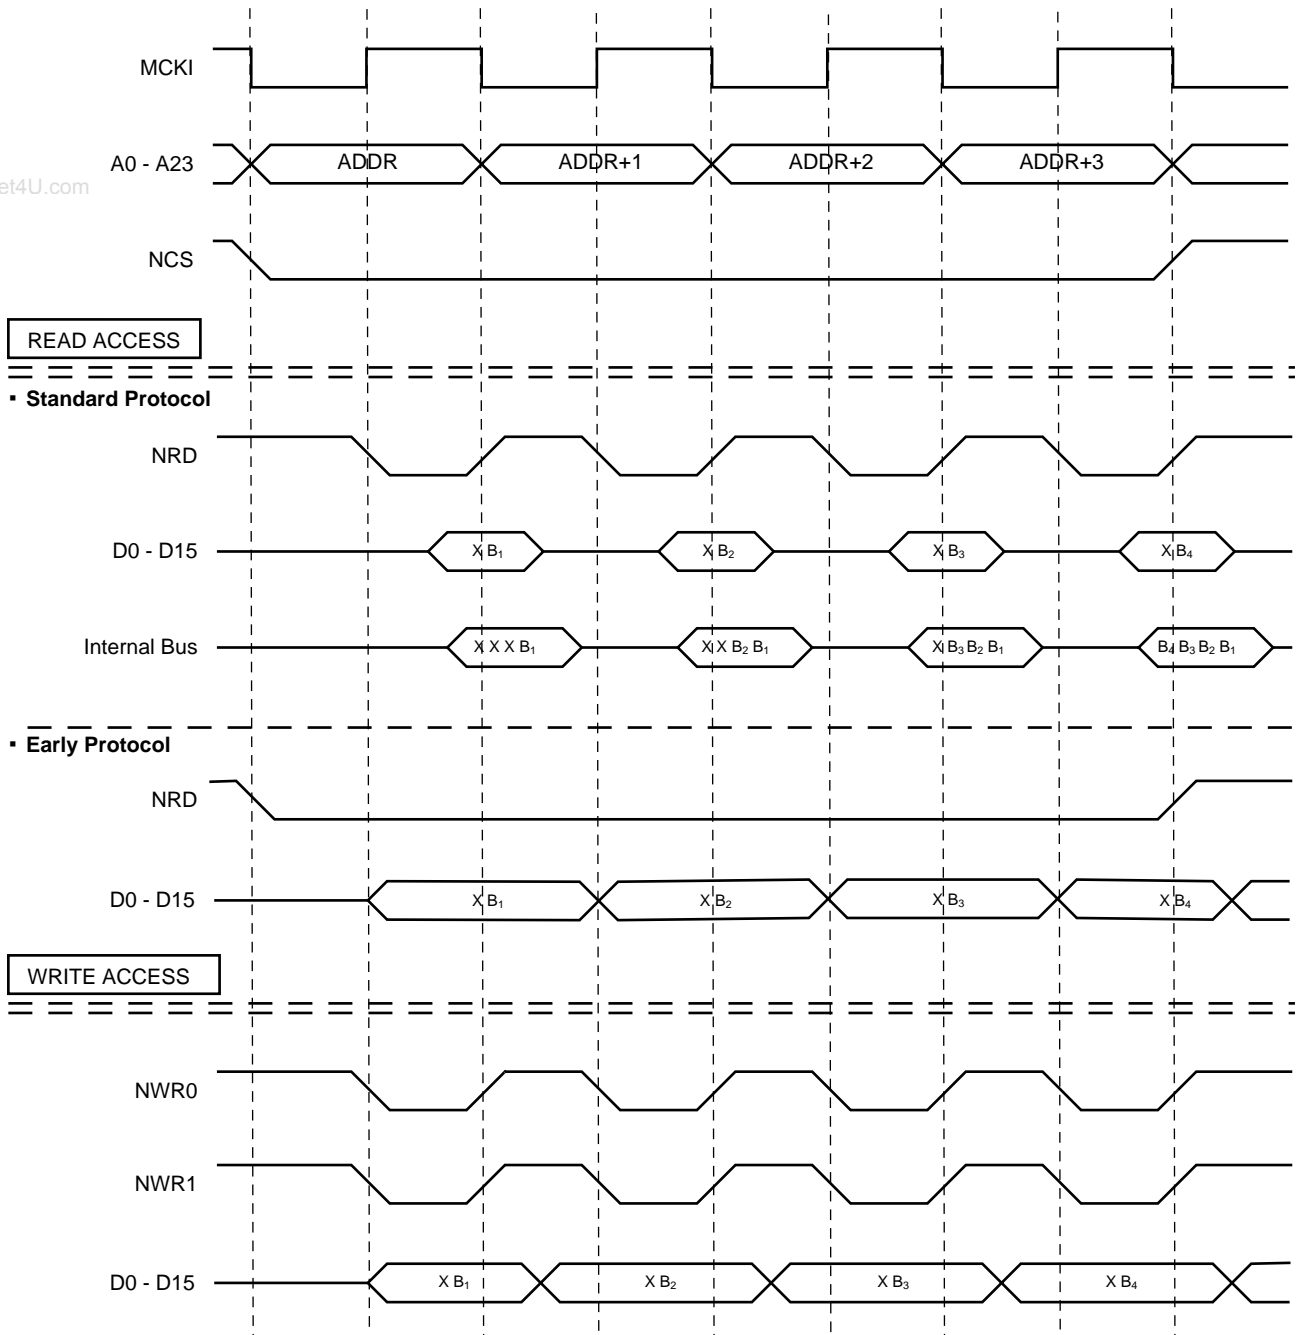 MCKI
A0 - A23 ADDR ADDR+1 ADDR+2 ADDR+3
et4U.com
NCS
READ ACCESS
▪ Standard Protocol
NRD
D0 - D15 X B₁ X B₂ X B₃ X B₄
Internal Bus X X X B₁ X X B₂ B₁ X B₃ B₂ B₁ B₄ B₃ B₂ B₁
▪ Early Protocol
NRD
D0 - D15 X B₁ X B₂ X B₃ X B₄
WRITE ACCESS
NWR0
NWR1
D0 - D15 X B₁ X B₂ X B₃ X B₄